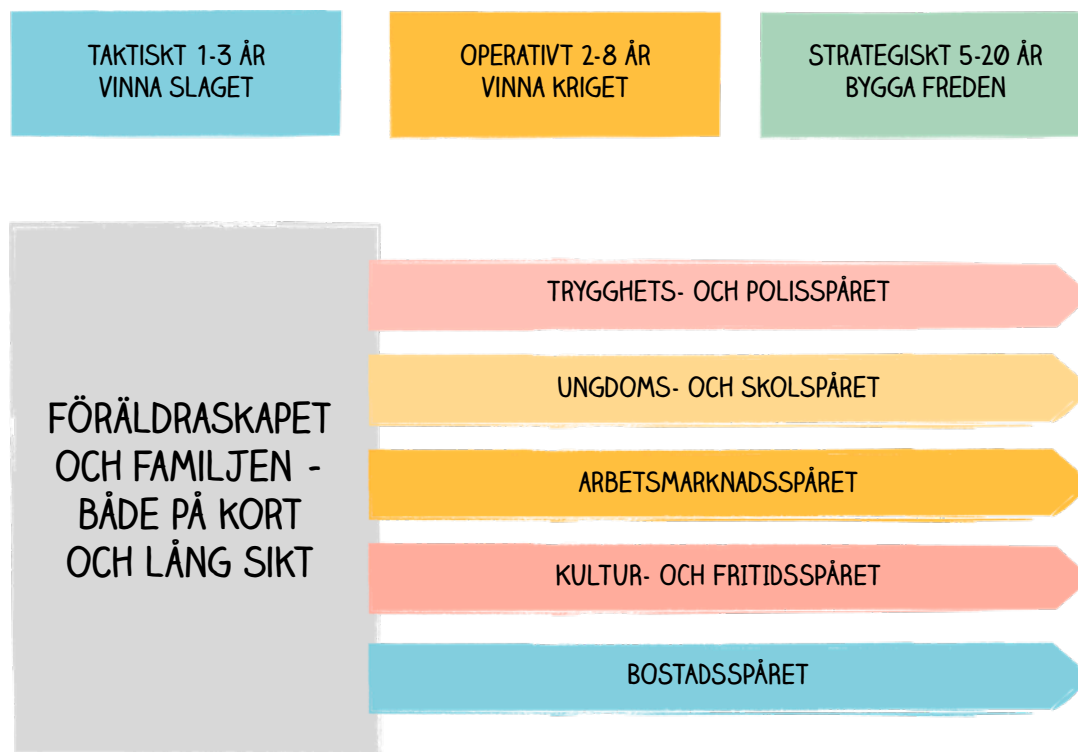 TAKTISKT 1-3 ÅR
VINNA SLAGET
OPERATIVT 2-8 ÅR
VINNA KRIGET
STRATEGISKT 5-20 ÅR
BYGGA FREDEN
FÖRÄLDRASKAPET
OCH FAMILJEN -
BÅDE PÅ KORT
OCH LÅNG SIKT
TRYGGHETS- OCH POLISSPÅRET
UNGDOMS- OCH SKOLSPÅRET
ARBETSMARKNADSSPÅRET
KULTUR- OCH FRITIDSSPÅRET
BOSTADSSPÅRET